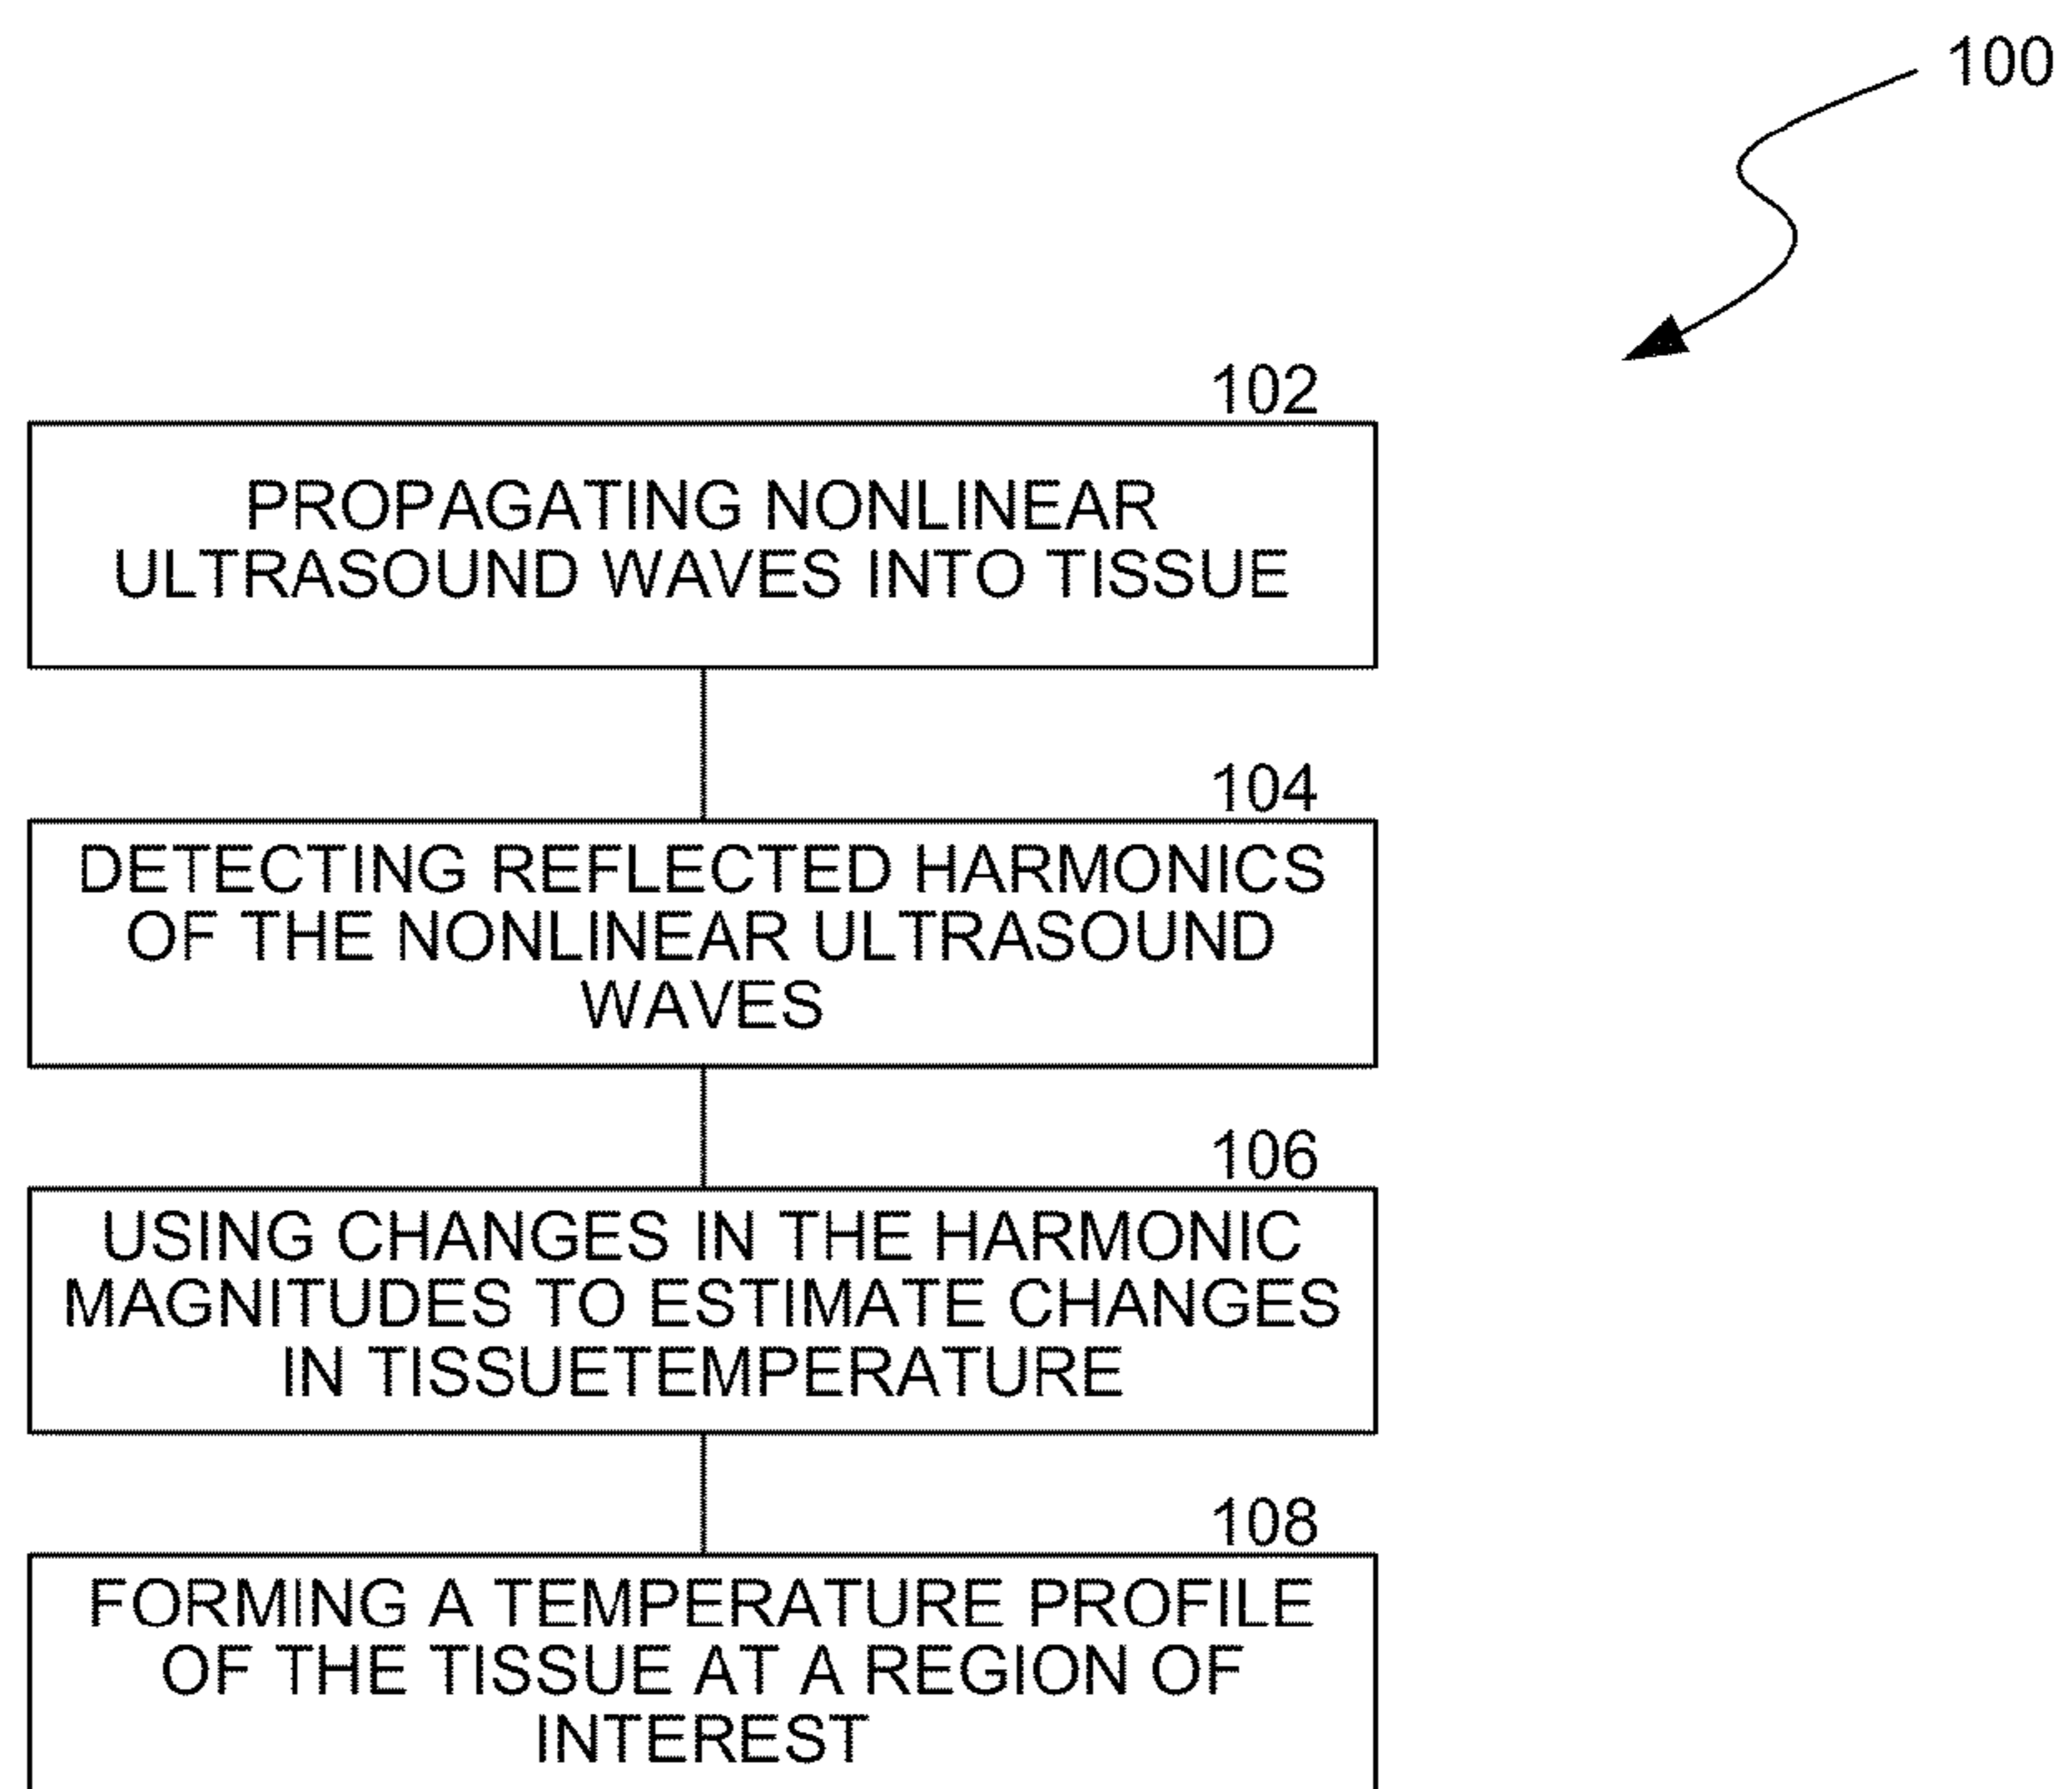 100
102
PROPAGATING NONLINEAR
ULTRASOUND WAVES INTO TISSUE
104
DETECTING REFLECTED HARMONICS
OF THE NONLINEAR ULTRASOUND
WAVES
106
USING CHANGES IN THE HARMONIC
MAGNITUDES TO ESTIMATE CHANGES
IN TISSUETEMPERATURE
108
FORMING A TEMPERATURE PROFILE
OF THE TISSUE AT A REGION OF
INTEREST